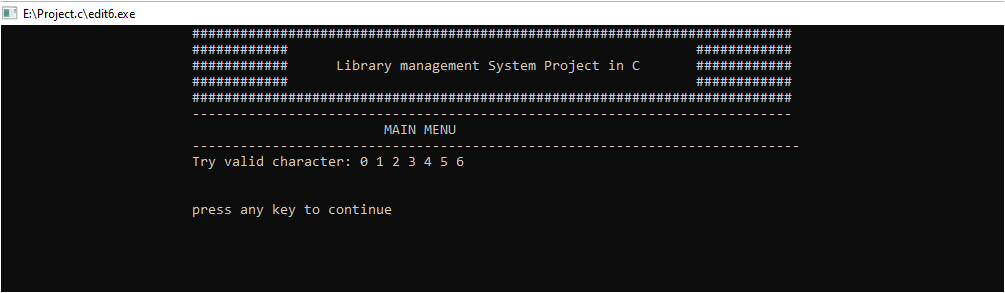 E:\Project.c\edit6.exe
###########################################################################
############                                                   ############
############      Library management System Project in C       ############
############                                                   ############
###########################################################################
---------------------------------------------------------------------------
MAIN MENU
----------------------------------------------------------------------------
Try valid character: 0 1 2 3 4 5 6
press any key to continue